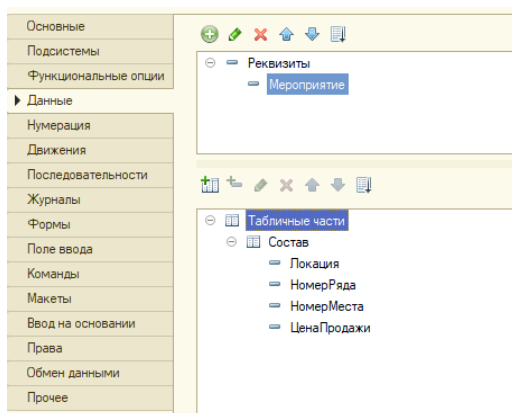 Основные
Подсистемы
Функциональные опции
Данные
Нумерация
Движения
Последовательности
Журналы
Формы
Поле ввода
Команды
Макеты
Ввод на основании
Права
Обмен данными
Прочее
Реквизиты
Мероприятие
Табличные части
Состав
Локация
НомерРяда
НомерМеста
ЦенаПродажи